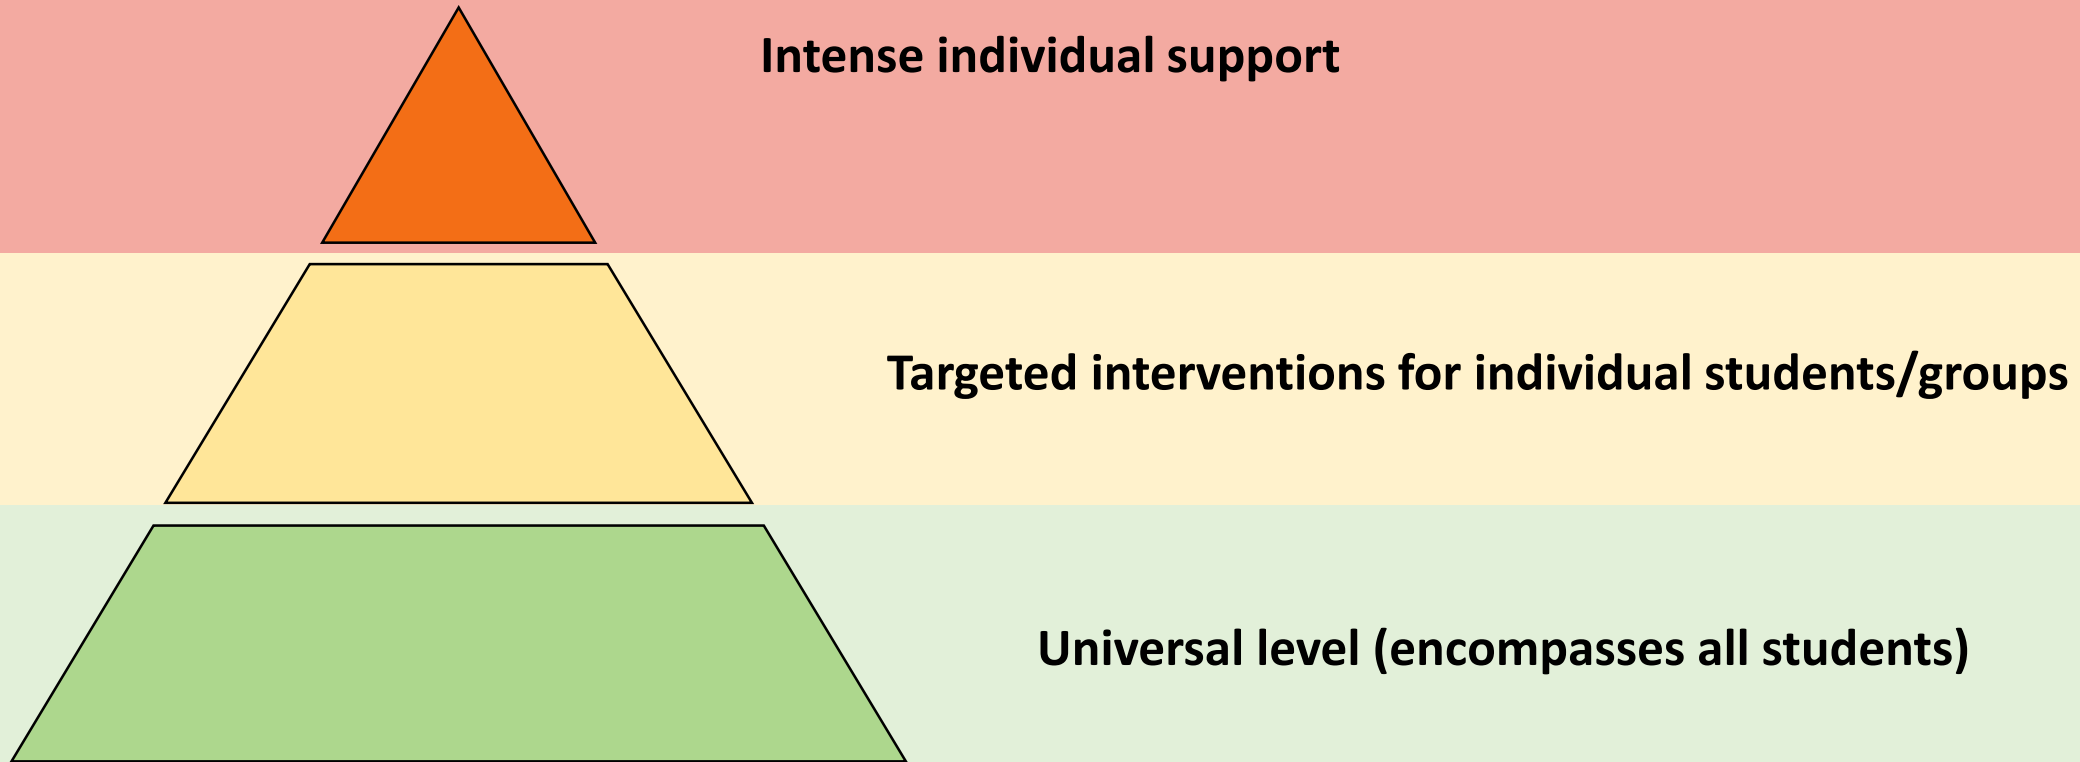 Intense individual support
Targeted interventions for individual students/groups
Universal level (encompasses all students)